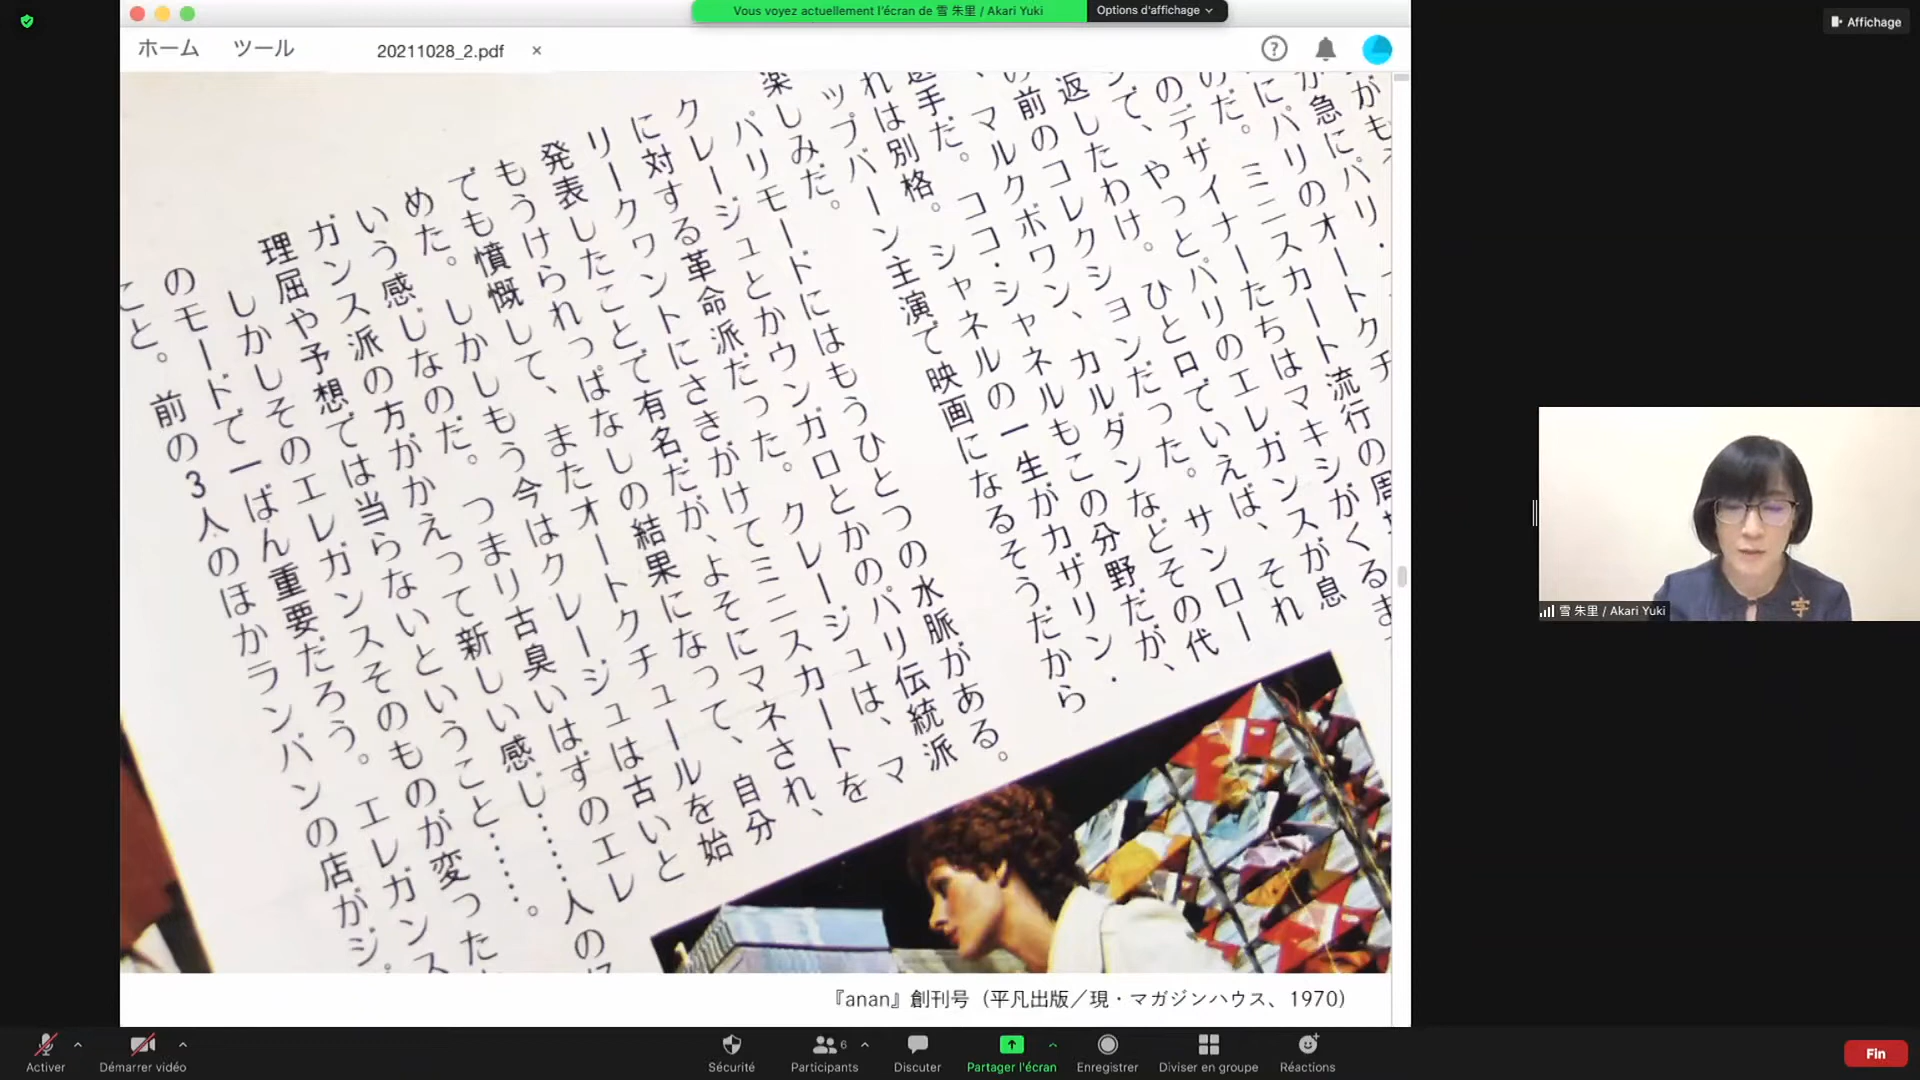 Vous voyez actuellement l'écran de 雪 朱里 / Akari Yuki
Options d'affichage
Affichage
ホーム
ツール
20211028_2.pdf
×
がも
が急にパリ・
にパリのオートクチ
のだ。ミニスカート流行の周
のデザイナーたちはマキシがくるま
て、やっとパリのエレガンスが息
返したわけ。ひと口でいえば、それ
の前のコレクションだった。サンロー
、マルクボワン、カルダンなどその代
選手だ。ココ・シャネルもこの分野だが、
れは別格。シャネルの一生がカザリン・
ップバーン主演で映画になるそうだから
楽しみだ。
パリモードにはもうひとつの水脈がある。
クレージュとかウンガロとかのパリ伝統派
に対する革命派だった。クレージュは、マ
リークヮントにさきがけてミニスカートを
発表したことで有名だが、よそにマネされ、
もうけられっぱなしの結果になって、自分
でも憤慨して、またオートクチュールを始
めた。しかしもう今はクレージュは古いと
いう感じなのだ。つまり古臭いはずのエレ
ガンス派の方がかえって新しい感じ……人の
理屈や予想では当らないということ……。
しかしそのエレガンスそのものが変った
のモードで一ばん重要だろう。エレガンス
こと。前の3人のほかランバンの店がジ
『anan』創刊号（平凡出版／現・マガジンハウス、1970）
雪 朱里 / Akari Yuki
宇
Activer
Démarrer vidéo
Sécurité
6
Participants
Discuter
Partager l'écran
Enregistrer
Diviser en groupe
Réactions
Fin